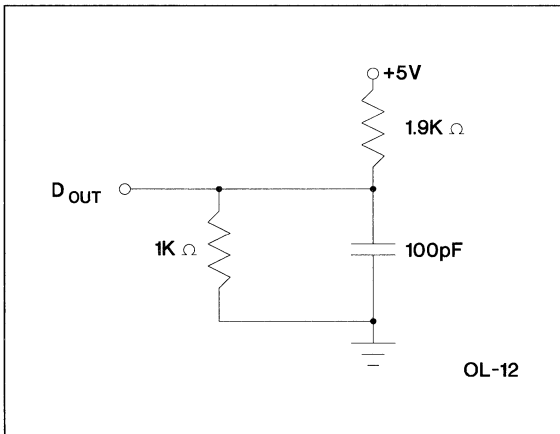 +5V
1.9K Ω
D OUT
1K Ω
100pF
OL-12